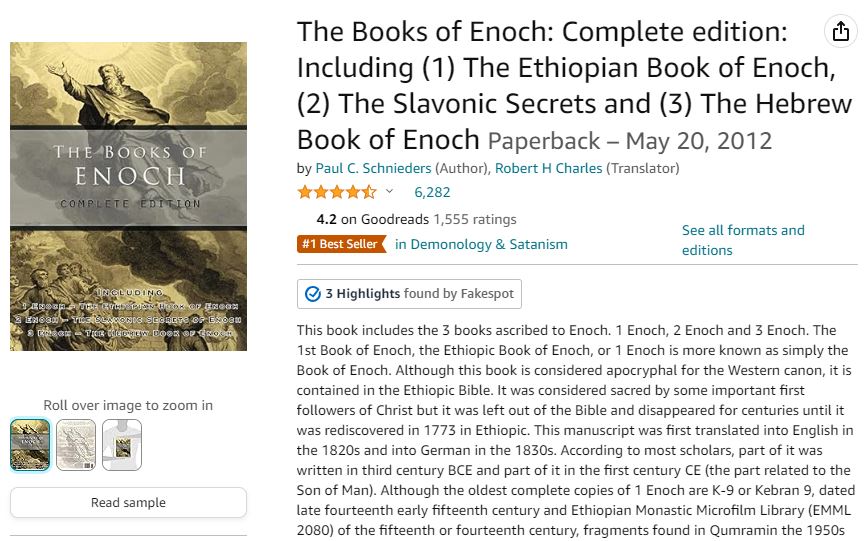 The Books of Enoch: Complete edition:
Including (1) The Ethiopian Book of Enoch,
(2) The Slavonic Secrets and (3) The Hebrew
Book of Enoch Paperback – May 20, 2012
by Paul C. Schnieders (Author), Robert H Charles (Translator)
6,282
4.2 on Goodreads 1,555 ratings
#1 Best Seller in Demonology & Satanism
See all formats and
editions
3 Highlights found by Fakespot
This book includes the 3 books ascribed to Enoch. 1 Enoch, 2 Enoch and 3 Enoch. The
1st Book of Enoch, the Ethiopic Book of Enoch, or 1 Enoch is more known as simply the
Book of Enoch. Although this book is considered apocryphal for the Western canon, it is
contained in the Ethiopic Bible. It was considered sacred by some important first
followers of Christ but it was left out of the Bible and disappeared for centuries until it
was rediscovered in 1773 in Ethiopic. This manuscript was first translated into English in
the 1820s and into German in the 1830s. According to most scholars, part of it was
written in third century BCE and part of it in the first century CE (the part related to the
Son of Man). Although the oldest complete copies of 1 Enoch are K-9 or Kebran 9, dated
late fourteenth early fifteenth century and Ethiopian Monastic Microfilm Library (EMML
2080) of the fifteenth or fourteenth century, fragments found in Qumramin the 1950s
THE BOOKS OF
ENOCH
COMPLETE EDITION
INCLUDING
1 ENOCH – THE ETHIOPIAN BOOK OF ENOCH
2 ENOCH – THE SLAVONIC SECRETS OF ENOCH
3 ENOCH – THE HEBREW BOOK OF ENOCH
Roll over image to zoom in
Read sample